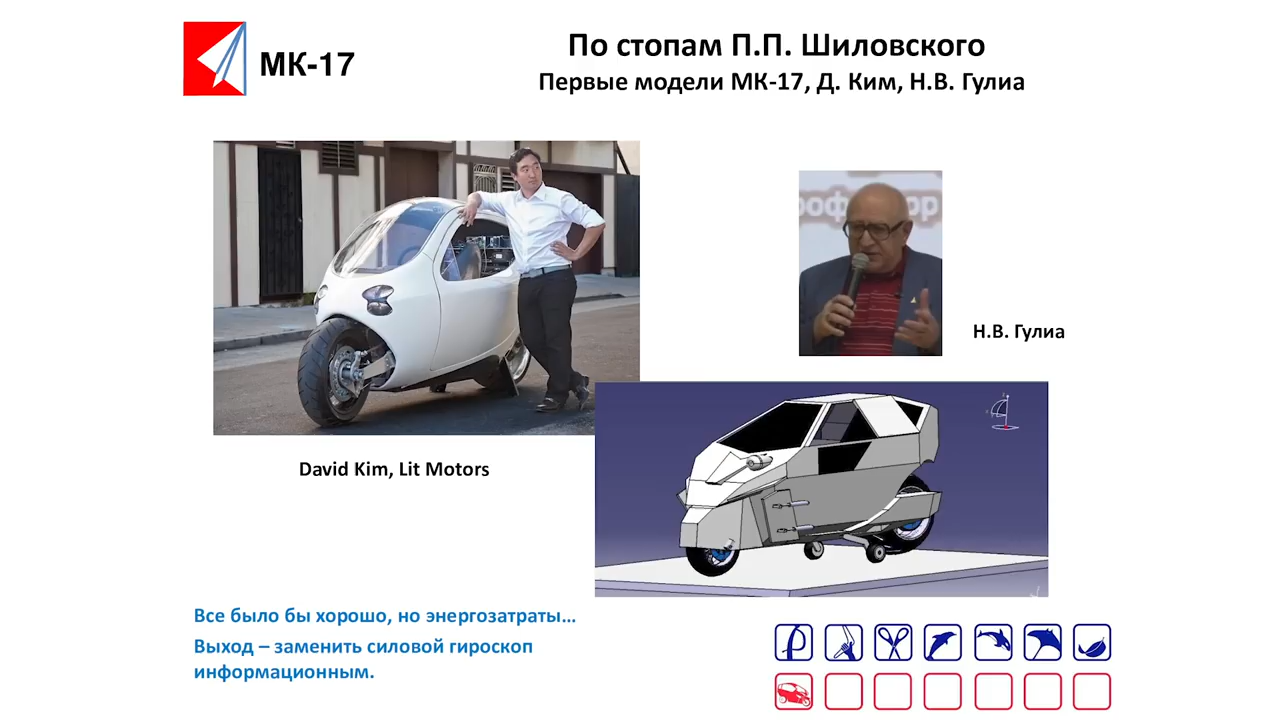 МК-17
По стопам П.П. Шиловского
Первые модели МК-17, Д. Ким, Н.В. Гулиа
Н.В. Гулиа
David Kim, Lit Motors
Все было бы хорошо, но энергозатраты…
Выход – заменить силовой гироскоп
информационным.